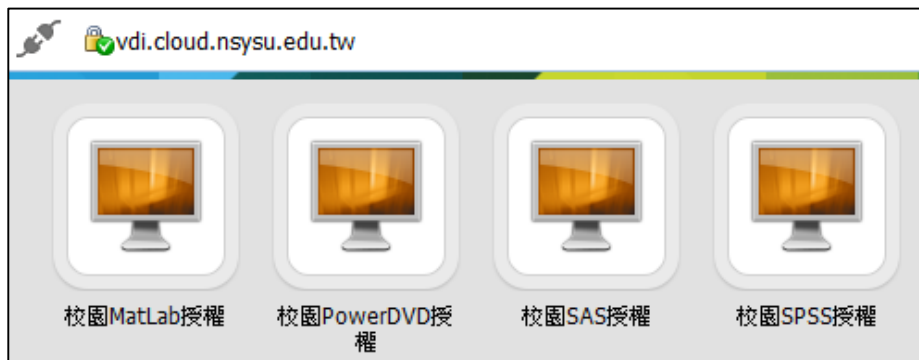 vdi.cloud.nsysu.edu.tw
校園MatLab授權
校園PowerDVD授
權
校園SAS授權
校園SPSS授權